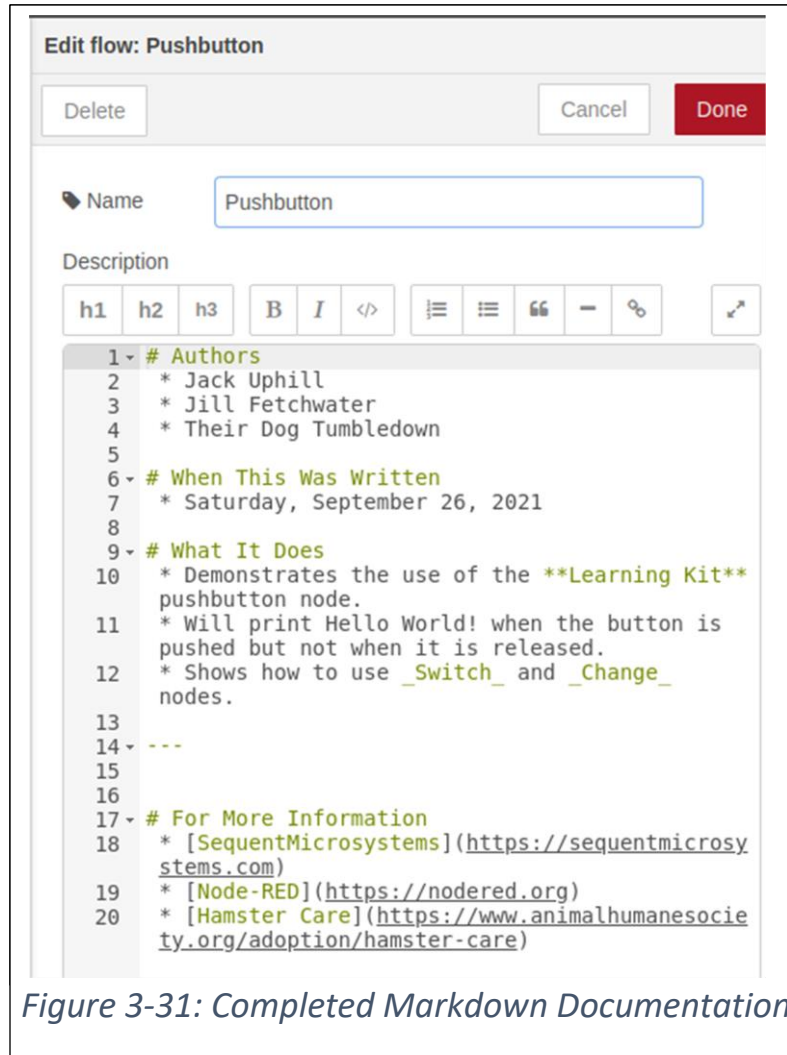 Edit flow: Pushbutton
Delete Cancel Done
Name Pushbutton
Description
h1 h2 h3 B I </>
1 # Authors
2 * Jack Uphill
3 * Jill Fetchwater
4 * Their Dog Tumbledown
5
6 # When This Was Written
7 * Saturday, September 26, 2021
8
9 # What It Does
10 * Demonstrates the use of the **Learning Kit**
pushbutton node.
11 * Will print Hello World! when the button is
pushed but not when it is released.
12 * Shows how to use _Switch_ and _Change_
nodes.
13
14 ---
15
16
17 # For More Information
18 * [SequentMicrosystems](https://sequentmicrosy
stems.com)
19 * [Node-RED](https://nodered.org)
20 * [Hamster Care](https://www.animalhumanesocie
ty.org/adoption/hamster-care)
Figure 3-31: Completed Markdown Documentation